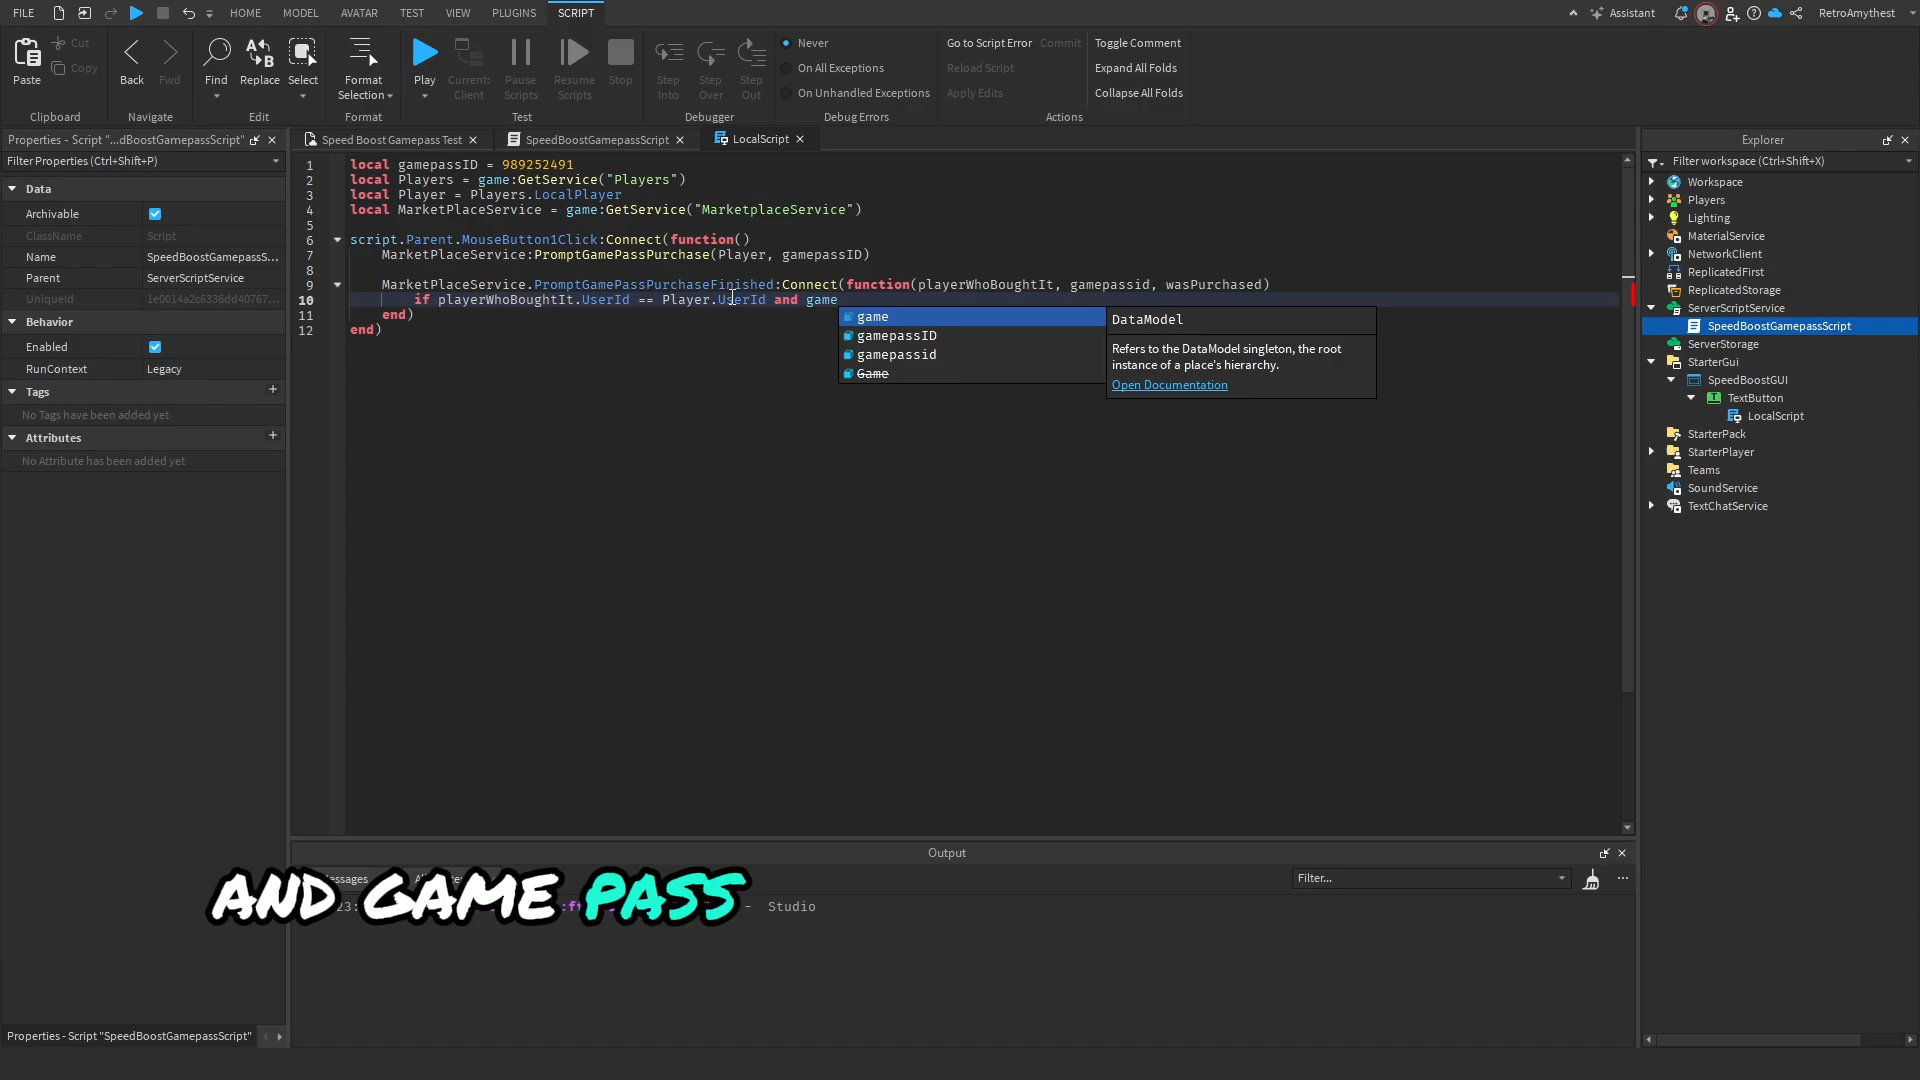 FILE HOME MODEL AVATAR TEST VIEW PLUGINS SCRIPT Assistant RetroAmythest
Paste Cut Copy
Clipboard
Back Fwd
Navigate
Find Replace Select
Edit
Format Selection
Format
Play Current: Client Pause Scripts Resume Scripts Stop
Test
Step Into Step Over Step Out
Debugger
Never
On All Exceptions
On Unhandled Exceptions
Debug Errors
Go to Script Error Commit Toggle Comment
Reload Script Expand All Folds
Apply Edits Collapse All Folds
Actions
Properties - Script "...dBoostGamepassScript"
Filter Properties (Ctrl+Shift+P)
Data
Archivable
ClassName Script
Name SpeedBoostGamepassS...
Parent ServerScriptService
UniqueId 1e0014a2c6336dd40767...
Behavior
Enabled
RunContext Legacy
Tags
No Tags have been added yet
Attributes
No Attribute has been added yet
Properties - Script "SpeedBoostGamepassScript"
Speed Boost Gamepass Test SpeedBoostGamepassScript LocalScript
1 local gamepassID = 989252491
2 local Players = game:GetService("Players")
3 local Player = Players.LocalPlayer
4 local MarketPlaceService = game:GetService("MarketplaceService")
5
6 script.Parent.MouseButton1Click:Connect(function()
7 MarketPlaceService:PromptGamePassPurchase(Player, gamepassID)
8
9 MarketPlaceService.PromptGamePassPurchaseFinished:Connect(function(playerWhoBoughtIt, gamepassid, wasPurchased)
10 if playerWhoBoughtIt.UserId == Player.UserId and game
11 end)
12 end)
game
gamepassID
gamepassid
Game
DataModel
Refers to the DataModel singleton, the root
instance of a place's hierarchy.
Open Documentation
Output
Filter...
AND GAME PASS
- Studio
Explorer
Filter workspace (Ctrl+Shift+X)
Workspace
Players
Lighting
MaterialService
NetworkClient
ReplicatedFirst
ReplicatedStorage
ServerScriptService
SpeedBoostGamepassScript
ServerStorage
StarterGui
SpeedBoostGUI
TextButton
LocalScript
StarterPack
StarterPlayer
Teams
SoundService
TextChatService